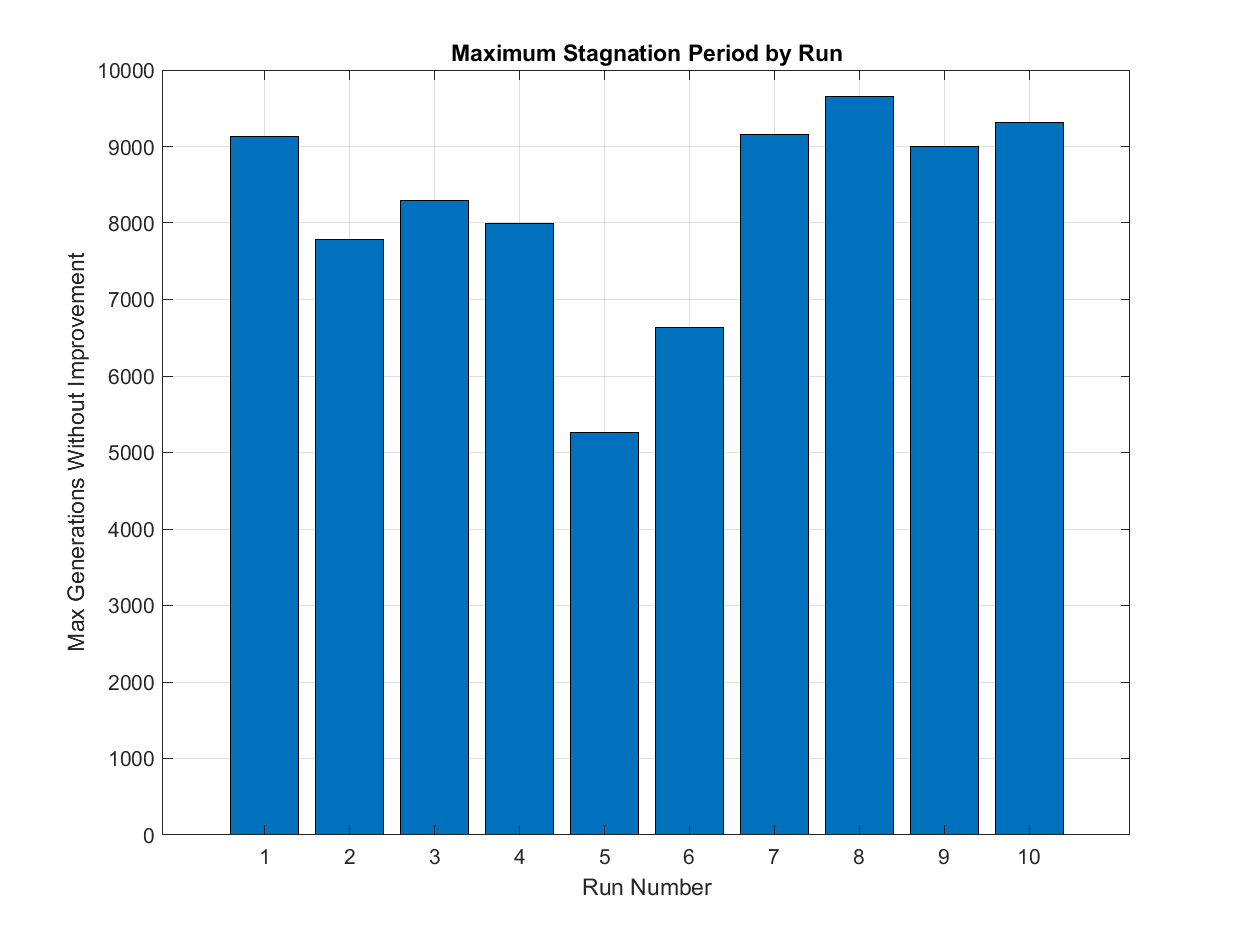 Maximum Stagnation Period by Run
10000
9000
8000
7000
6000
5000
4000
3000
2000
1000
0
Max Generations Without Improvement
1 2 3 4 5 6 7 8 9 10
Run Number